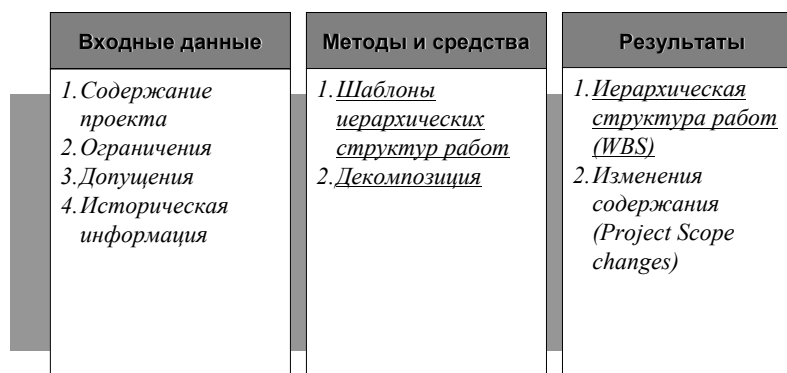 Входные данные
1. Содержание
проекта
2. Ограничения
3. Допущения
4. Историческая
информация
Методы и средства
1. Шаблоны
иерархических
структур работ
2. Декомпозиция
Результаты
1. Иерархическая
структура работ
(WBS)
2. Изменения
содержания
(Project Scope
changes)